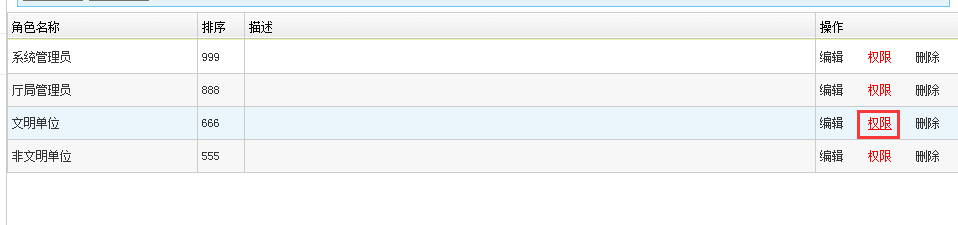 角色名称 排序 描述 操作
系统管理员 999 编辑 权限 删除
厅局管理员 888 编辑 权限 删除
文明单位 666 编辑 权限 删除
非文明单位 555 编辑 权限 删除